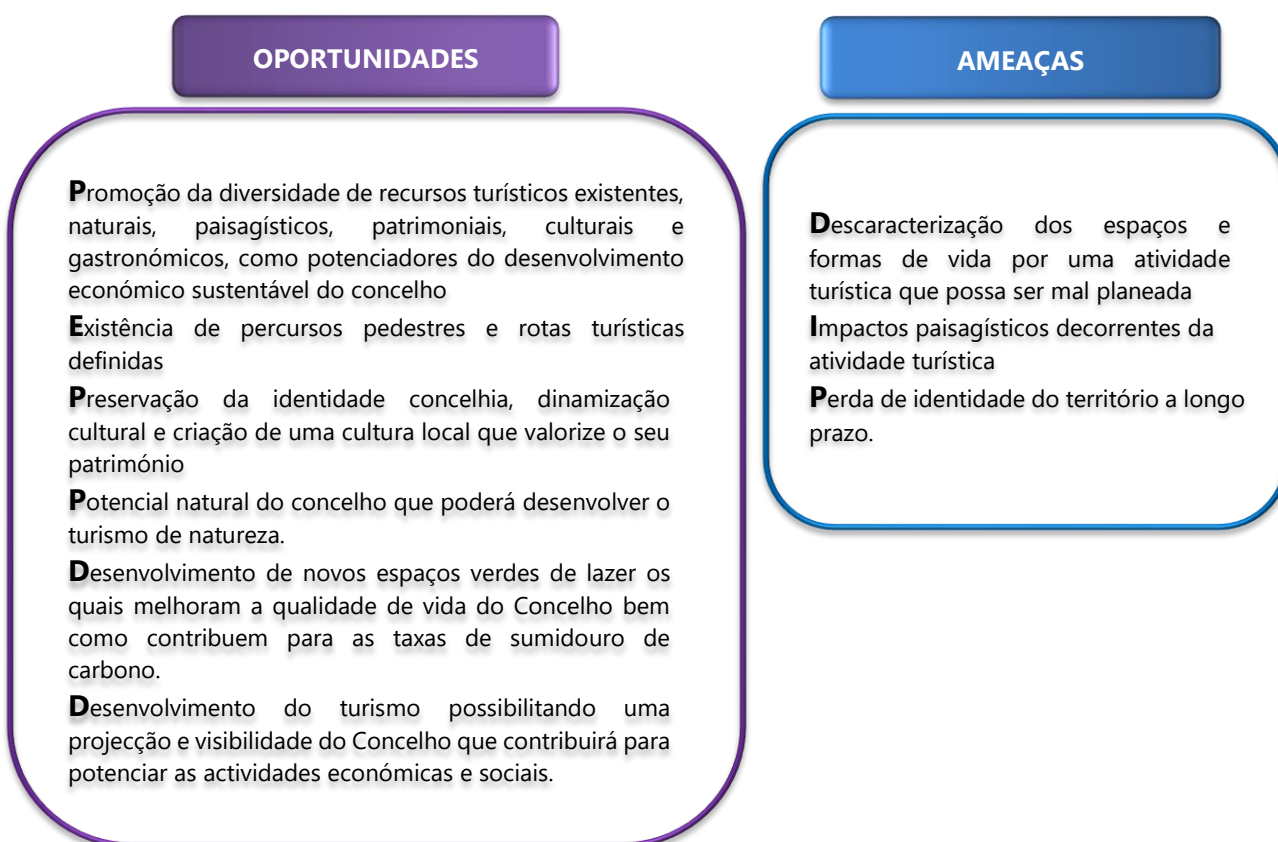 OPORTUNIDADES
Promoção da diversidade de recursos turísticos existentes,
naturais, paisagísticos, patrimoniais, culturais e
gastronómicos, como potenciadores do desenvolvimento
económico sustentável do concelho
Existência de percursos pedestres e rotas turísticas
definidas
Preservação da identidade concelhia, dinamização
cultural e criação de uma cultura local que valorize o seu
património
Potencial natural do concelho que poderá desenvolver o
turismo de natureza.
Desenvolvimento de novos espaços verdes de lazer os
quais melhoram a qualidade de vida do Concelho bem
como contribuem para as taxas de sumidouro de
carbono.
Desenvolvimento do turismo possibilitando uma
projecção e visibilidade do Concelho que contribuirá para
potenciar as actividades económicas e sociais.
AMEAÇAS
Descaracterização dos espaços e
formas de vida por uma atividade
turística que possa ser mal planeada
Impactos paisagísticos decorrentes da
atividade turística
Perda de identidade do território a longo
prazo.